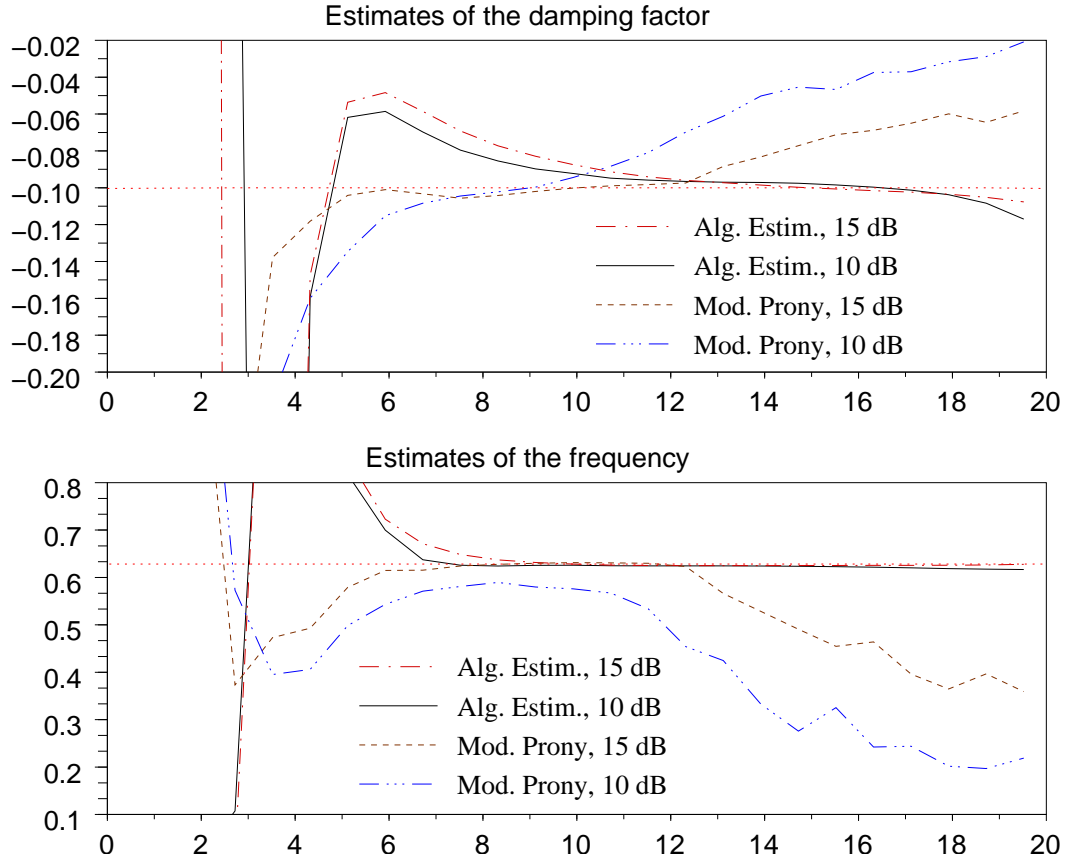 Estimates of the damping factor
−0.02
−0.04
−0.06
−0.08
−0.10
−0.12
−0.14
−0.16
−0.18
−0.20
Alg. Estim., 15 dB
Alg. Estim., 10 dB
Mod. Prony, 15 dB
Mod. Prony, 10 dB
0 2 4 6 8 10 12 14 16 18 20
Estimates of the frequency
0.8
0.7
0.6
0.5
0.4
0.3
0.2
0.1
Alg. Estim., 15 dB
Alg. Estim., 10 dB
Mod. Prony, 15 dB
Mod. Prony, 10 dB
0 2 4 6 8 10 12 14 16 18 20